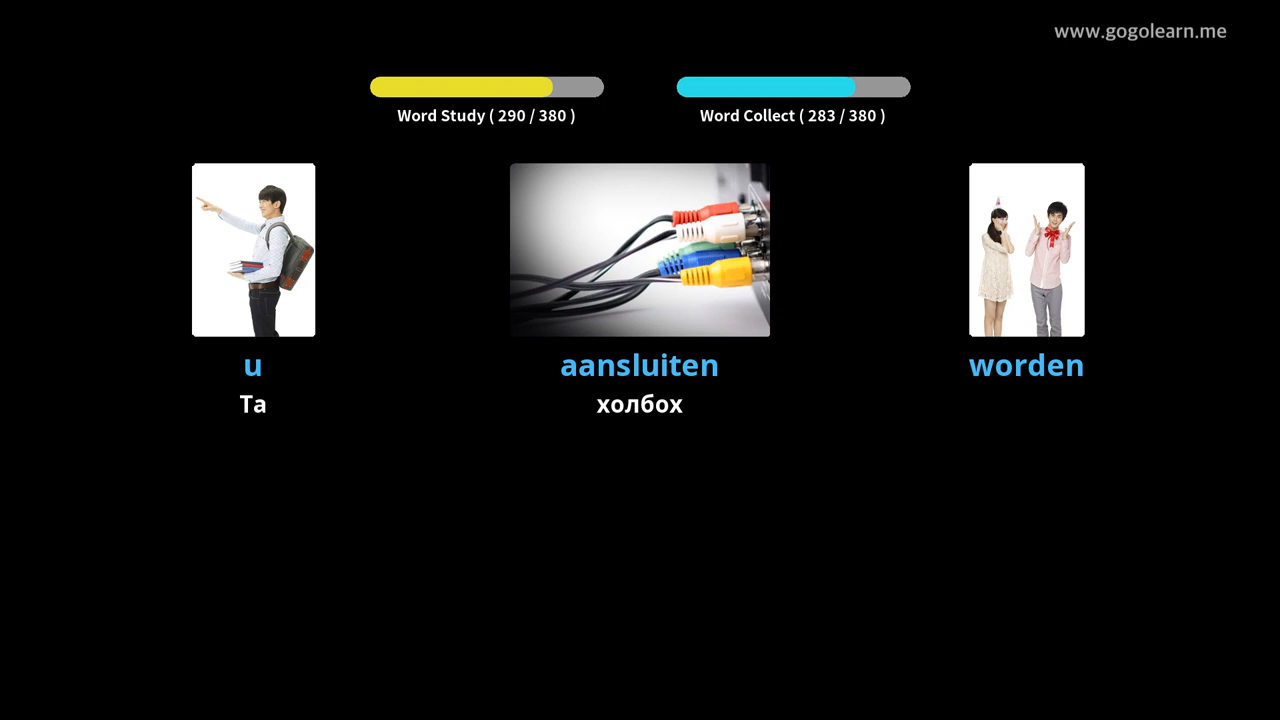 www.gogolearn.me
Word Study ( 290 / 380 )
Word Collect ( 283 / 380 )
u
aansluiten
worden
Та
холбох